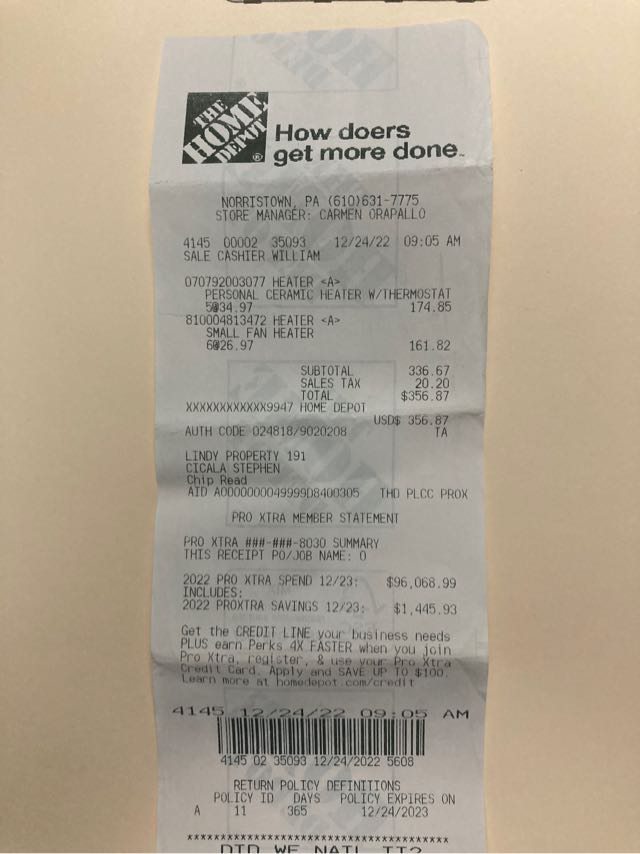 THE
HOME
DEPOT®
How doers
get more done™
NORRISTOWN, PA (610)631-7775
STORE MANAGER: CARMEN ORAPALLO
4145 00002 35093 12/24/22 09:05 AM
SALE CASHIER WILLIAM
070792003077 HEATER <A>
PERSONAL CERAMIC HEATER W/THERMOSTAT
5@34.97 174.85
810004813472 HEATER <A>
SMALL FAN HEATER
6@26.97 161.82
SUBTOTAL 336.67
SALES TAX 20.20
TOTAL $356.87
XXXXXXXXXXXX9947 HOME DEPOT
USD$ 356.87
AUTH CODE 024818/9020208 TA
LINDY PROPERTY 191
CICALA STEPHEN
Chip Read
AID A0000000049999D8400305 THD PLCC PROX
PRO XTRA MEMBER STATEMENT
PRO XTRA ###-###-8030 SUMMARY
THIS RECEIPT PO/JOB NAME: 0
2022 PRO XTRA SPEND 12/23: $96,068.99
INCLUDES:
2022 PROXTRA SAVINGS 12/23: $1,445.93
Get the CREDIT LINE your business needs
PLUS earn Perks 4X FASTER when you join
Pro Xtra, register, & use your Pro Xtra
Credit Card. Apply and SAVE UP TO $100.
Learn more at homedepot.com/credit
4145 12/24/22 09:05 AM
4145 02 35093 12/24/2022 5608
RETURN POLICY DEFINITIONS
POLICY ID DAYS POLICY EXPIRES ON
A 11 365 12/24/2023
****************************************
DID WE NAIL IT?